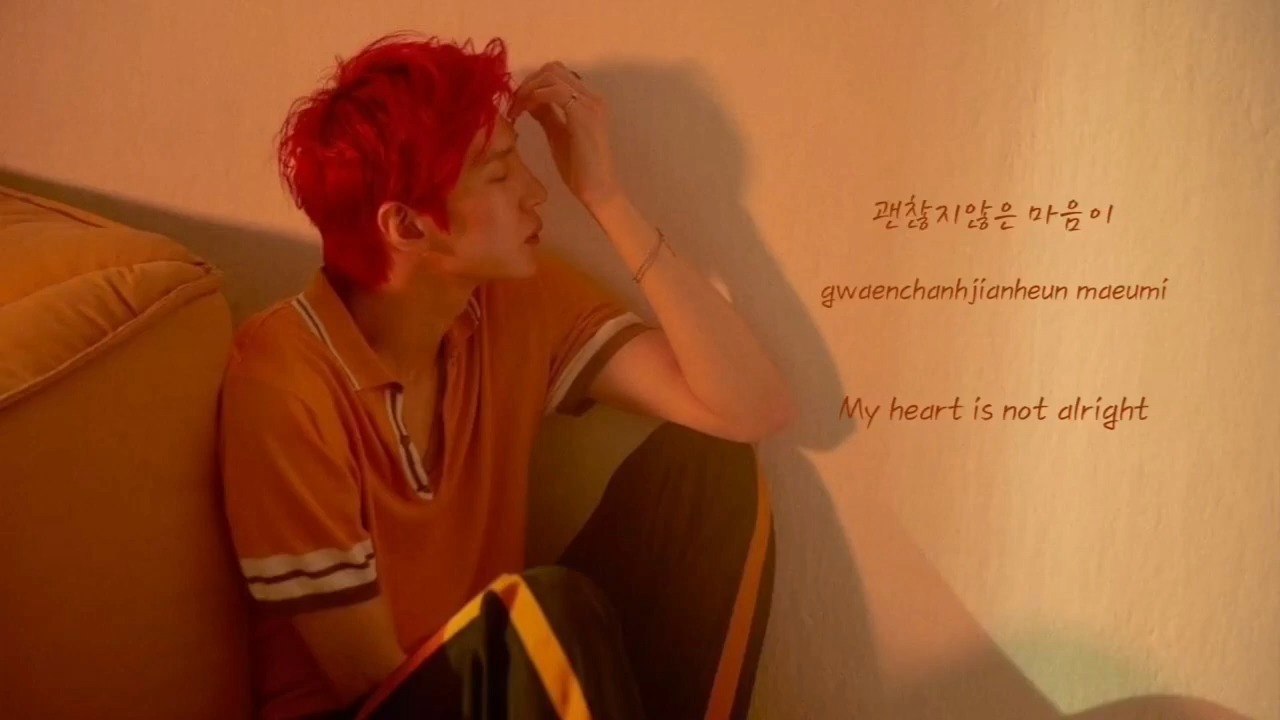 괜찮지않은 마음이
gwaenchanhjianheun maeumi
My heart is not alright